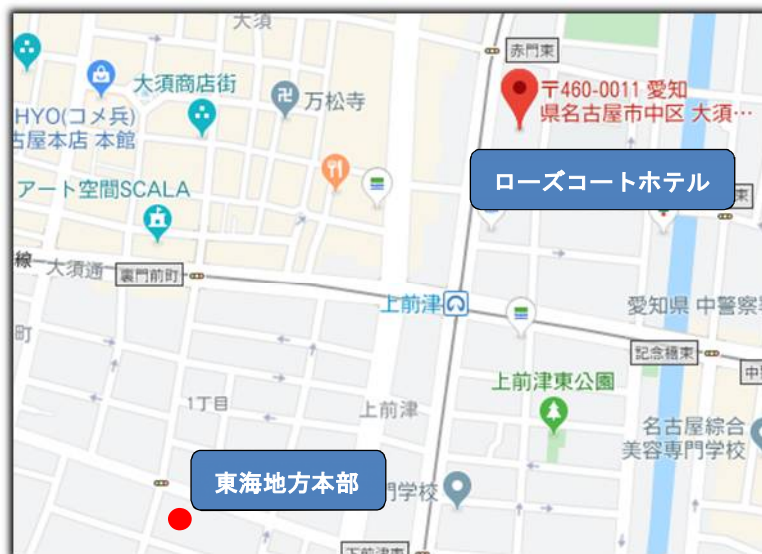 大須
赤門東
大須商店街
万松寺
HYO(コメ兵)
古屋本店 本館
〒460-0011 愛知
県名古屋市中区 大須…
ローズコートホテル
東
アート空間SCALA
線
大須通
裏門前町
上前津
愛知県 中警察
町
記念橋東
中
上前津東公園
1丁目
上前津
名古屋綜合
美容専門学校
東海地方本部
門学校
下前津東